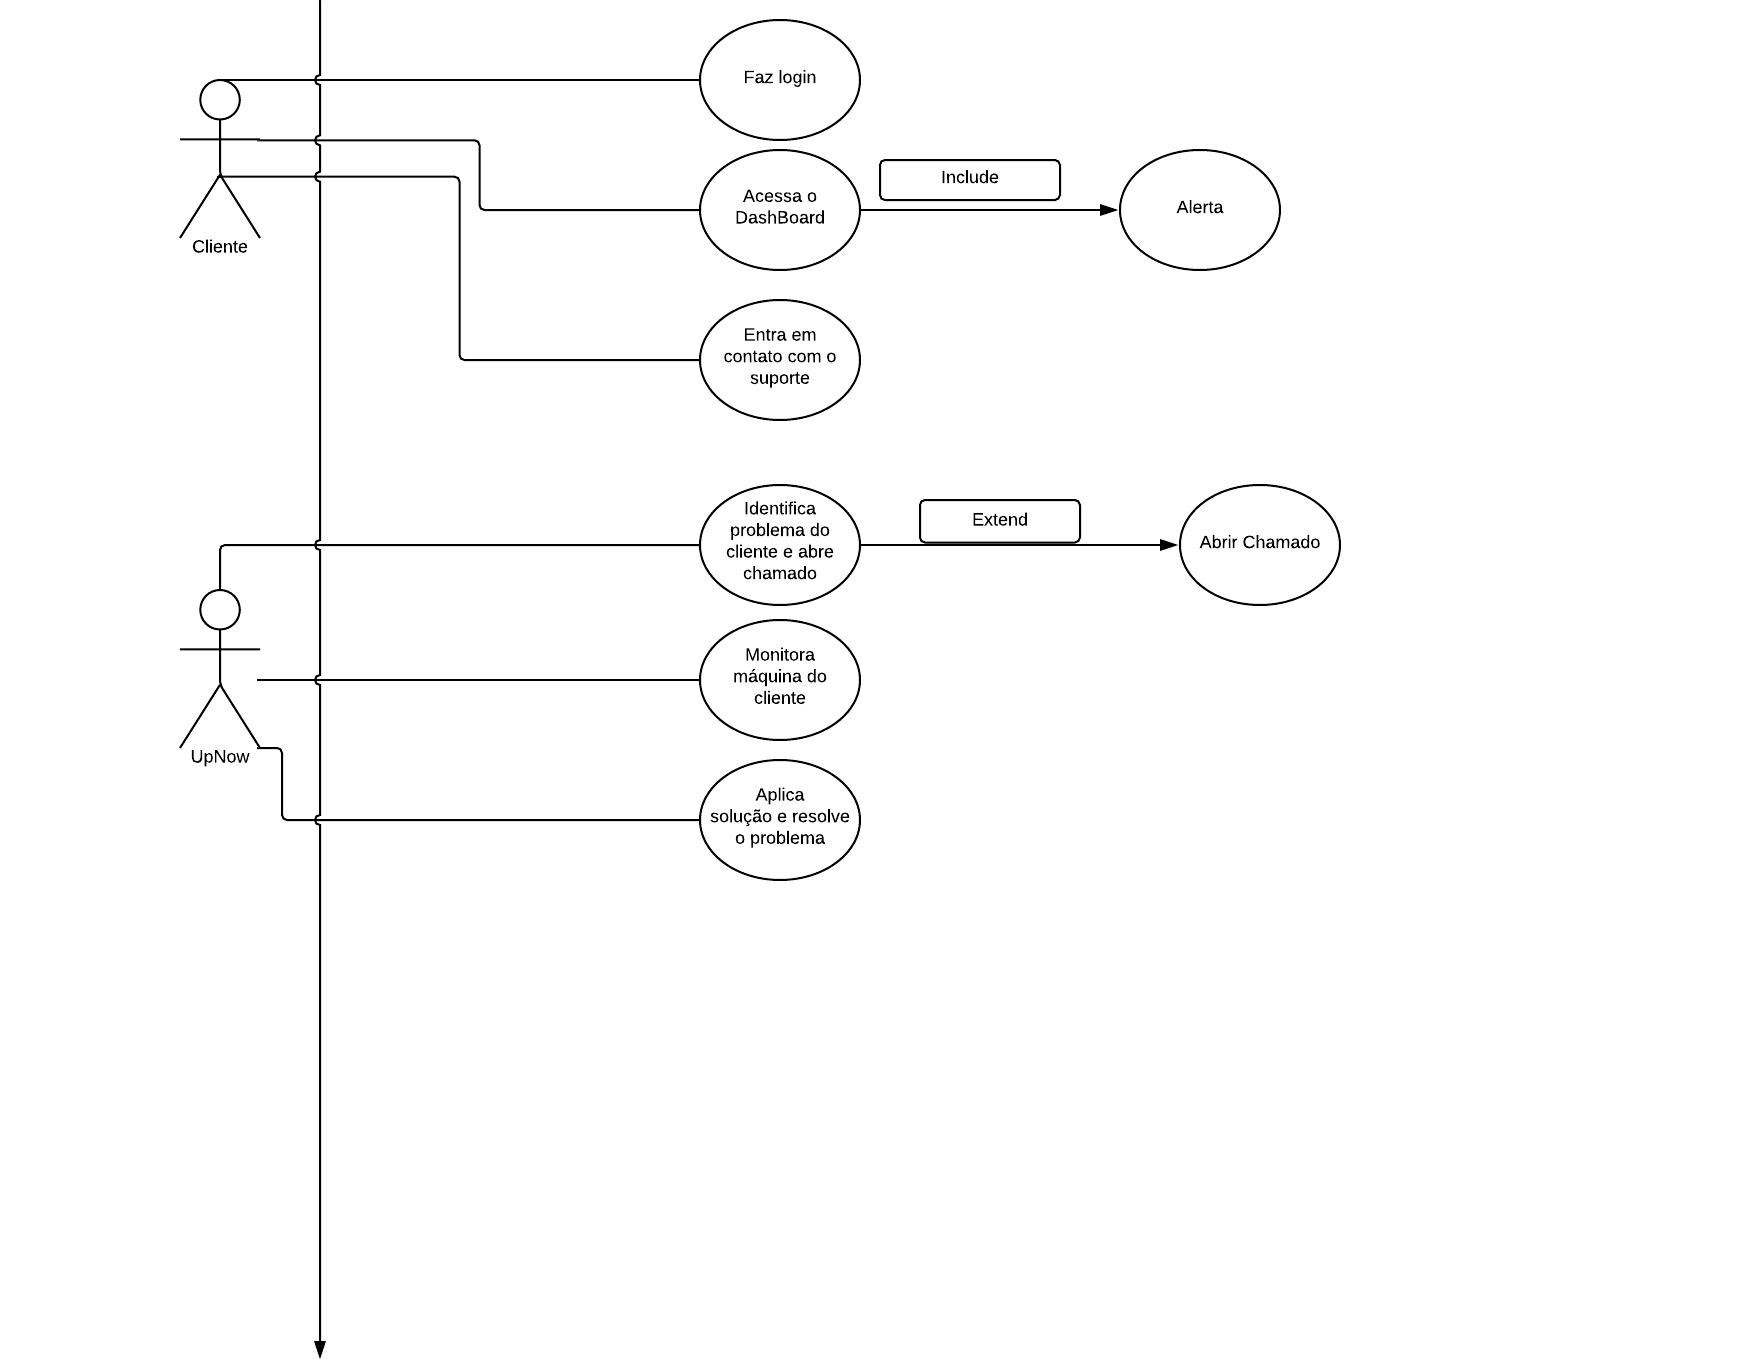 Faz login
Cliente
Acessa o
DashBoard
Include
Alerta
Entra em
contato com o
suporte
Identifica
problema do
cliente e abre
chamado
Extend
Abrir Chamado
UpNow
Monitora
máquina do
cliente
Aplica
solução e resolve
o problema